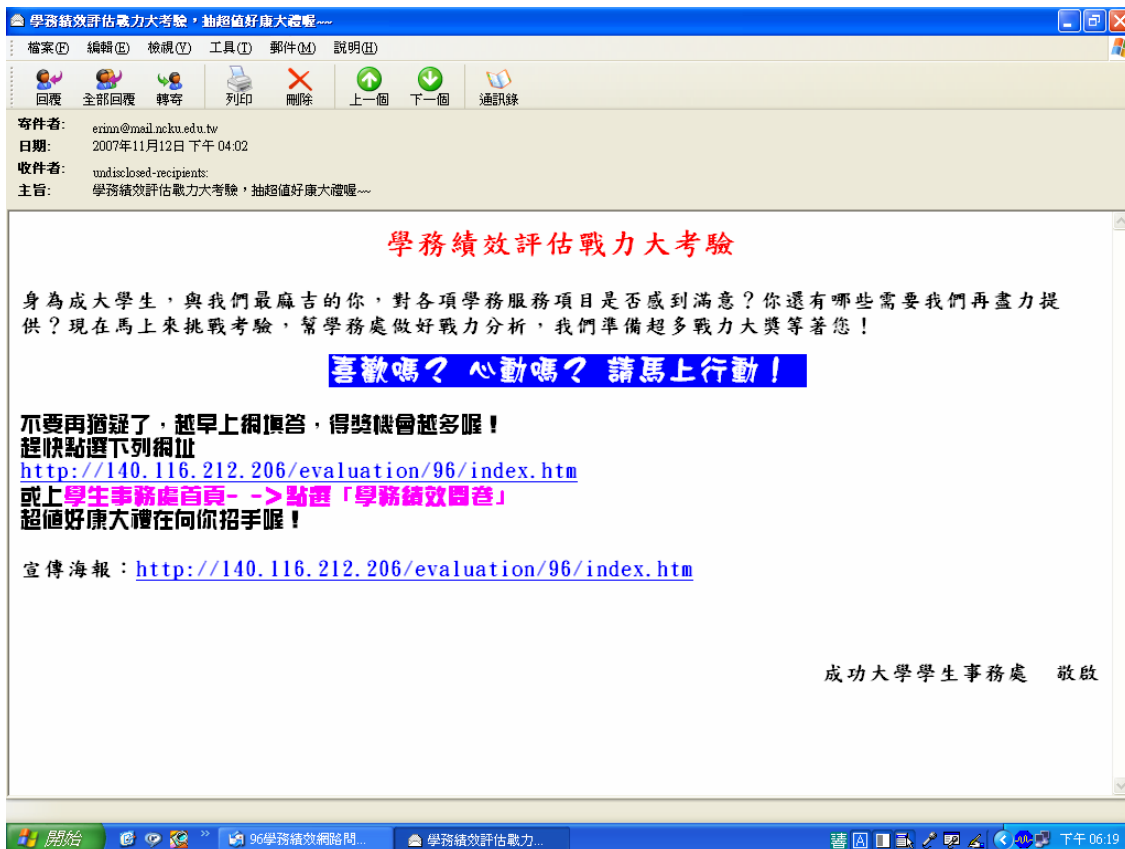 學務績效評估戰力大考驗，抽超值好康大禮喔~~
檔案(F) 編輯(E) 檢視(V) 工具(T) 郵件(M) 說明(H)
回覆 全部回覆 轉寄 列印 刪除 上一個 下一個 通訊錄
寄件者: erinn@mail.ncku.edu.tw
日期: 2007年11月12日 下午 04:02
收件者: undisclosed-recipients:
主旨: 學務績效評估戰力大考驗，抽超值好康大禮喔~~
學務績效評估戰力大考驗
身為成大學生，與我們最麻吉的你，對各項學務服務項目是否感到滿意？你還有哪些需要我們再盡力提
供？現在馬上來挑戰考驗，幫學務處做好戰力分析，我們準備超多戰力大獎等著您！
喜歡嗎？ 心動嗎？ 請馬上行動！
不要再猶疑了，越早上網填答，得獎機會越多喔！
趕快點選下列網址
http://140.116.212.206/evaluation/96/index.htm
或上學生事務處首頁- ->點選「學務績效圈卷」
超值好康大禮在向你招手喔！
宣傳海報：http://140.116.212.206/evaluation/96/index.htm
成功大學學生事務處 敬啟
開始 96學務績效網路問... 學務績效評估戰力... 下午 06:19